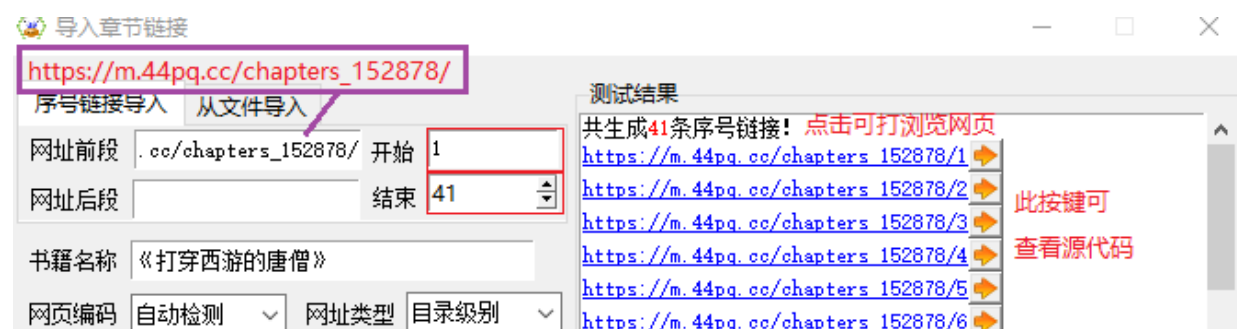 导入章节链接
https://m.44pq.cc/chapters_152878/
序号链接导入 从文件导入
网址前段 .cc/chapters_152878/ 开始 1
网址后段 结束 41
书籍名称 《打穿西游的唐僧》
网页编码 自动检测 网址类型 目录级别
测试结果
共生成41条序号链接! 点击可打浏览网页
https://m.44pq.cc/chapters_152878/1
https://m.44pq.cc/chapters_152878/2
https://m.44pq.cc/chapters_152878/3
https://m.44pq.cc/chapters_152878/4
https://m.44pq.cc/chapters_152878/5
https://m.44pq.cc/chapters_152878/6
此按键可
查看源代码